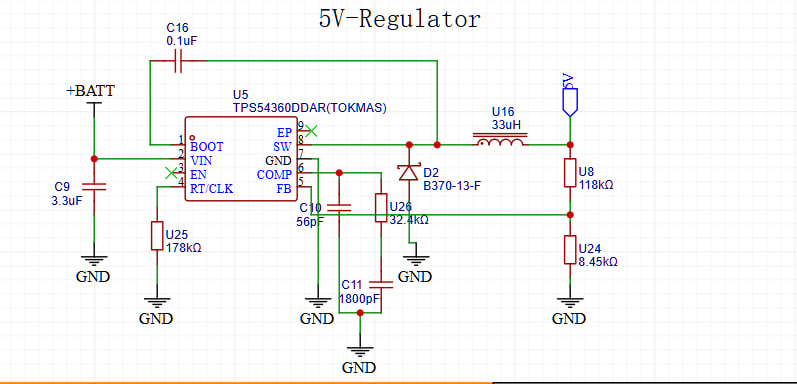 5V-Regulator
C16
0.1uF
+BATT
U5
TPS54360DDAR(TOKMAS)
5V
U16
33uH
1 BOOT
2 VIN
3 EN
4 RT/CLK
EP 9
SW 8
GND 7
COMP 6
FB 5
D2
B370-13-F
U8
118kΩ
C9
3.3uF
C10
56pF
U26
32.4kΩ
U25
178kΩ
U24
8.45kΩ
C11
1800pF
GND
GND
GND
GND
GND
GND